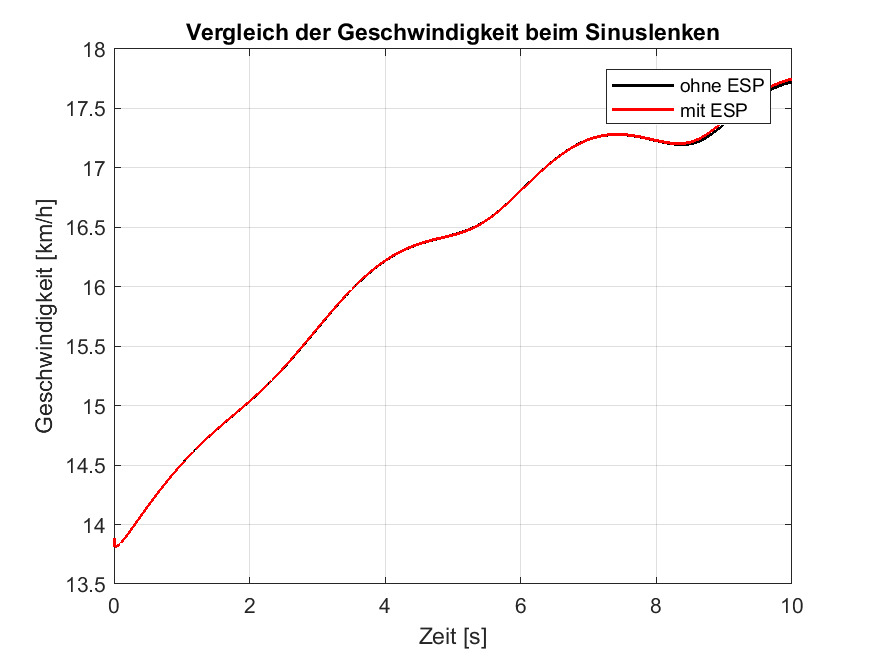 Vergleich der Geschwindigkeit beim Sinuslenken
18
17.5
17
16.5
16
15.5
15
14.5
14
13.5
Geschwindigkeit [km/h]
ohne ESP
mit ESP
0 2 4 6 8 10
Zeit [s]